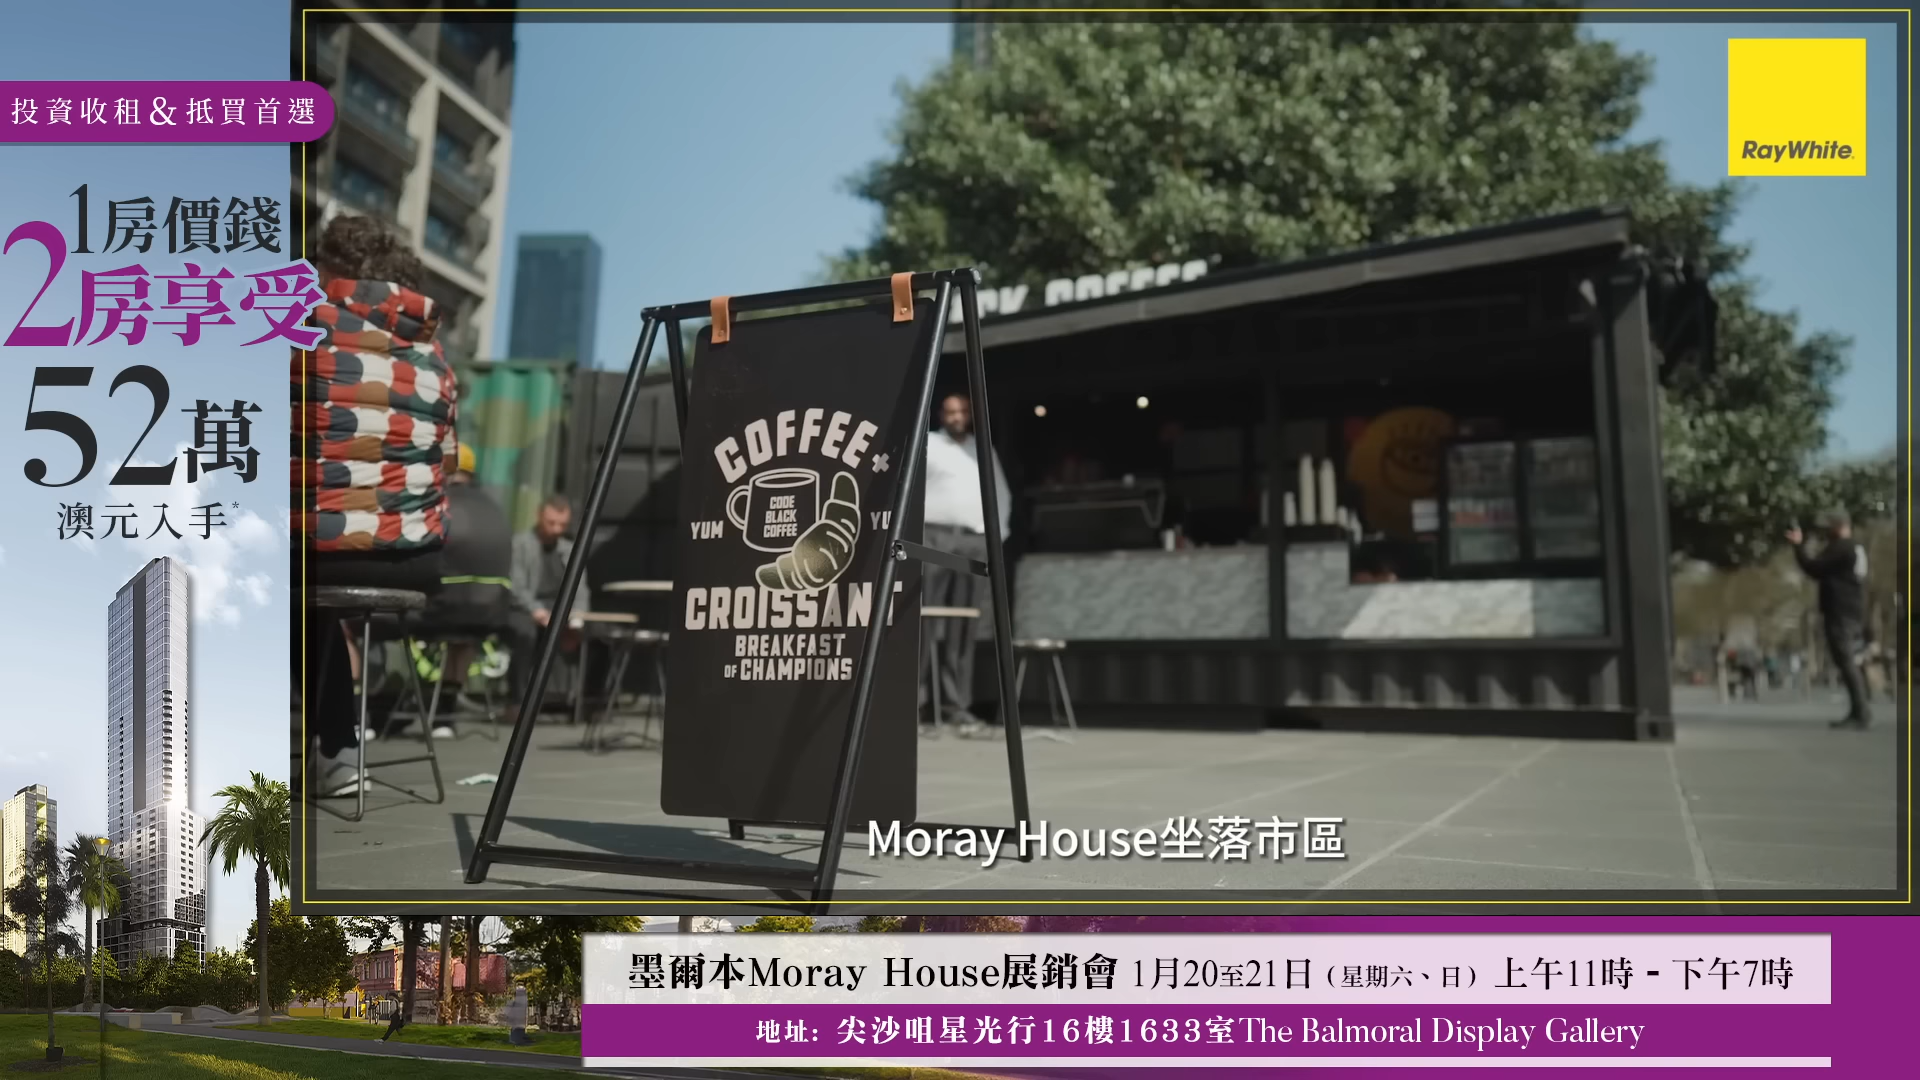 投資收租&抵買首選
1房價錢
2房享受
52萬
澳元入手*
RayWhite.
COFFEE+
CODE
BLACK
COFFEE
YUM
CROISSANT
BREAKFAST
OF CHAMPIONS
COFFEE
Moray House坐落市區
墨爾本Moray House展銷會 1月20至21日（星期六、日）上午11時 - 下午7時
地址: 尖沙咀星光行16樓1633室The Balmoral Display Gallery